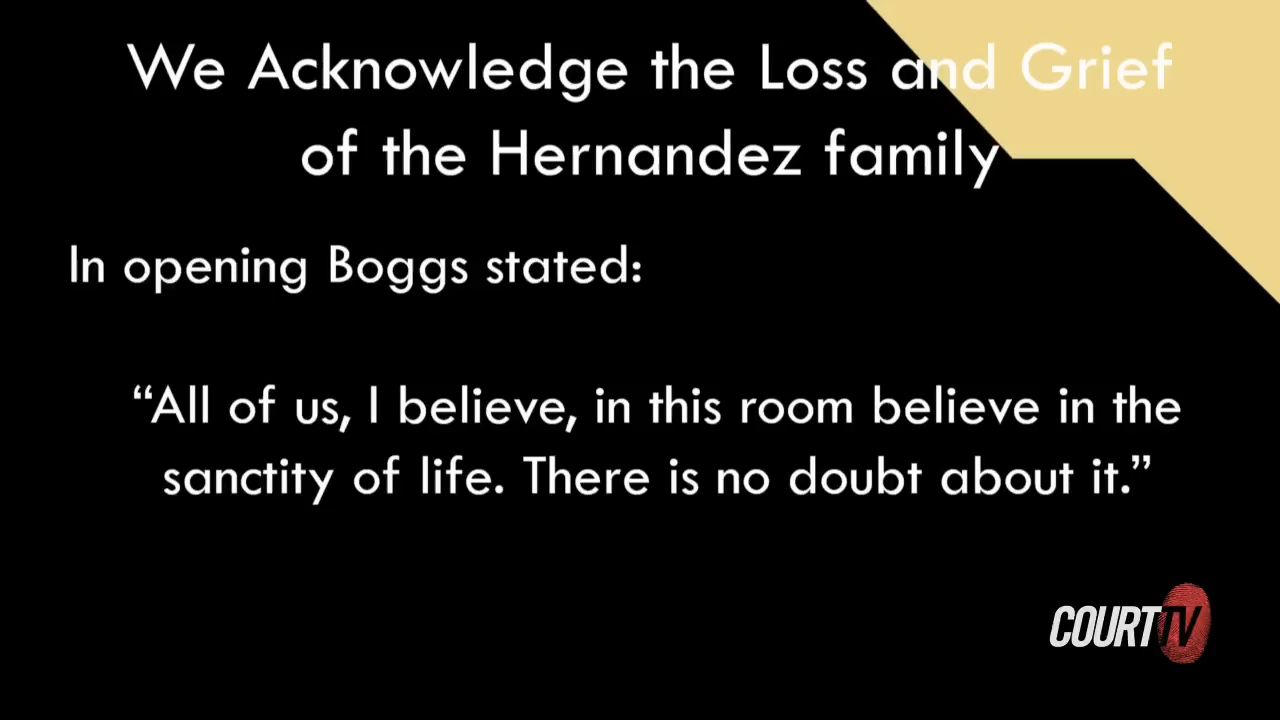 We Acknowledge the Loss and Grief
of the Hernandez family
In opening Boggs stated:
“All of us, I believe, in this room believe in the
sanctity of life. There is no doubt about it.”
COURT TV